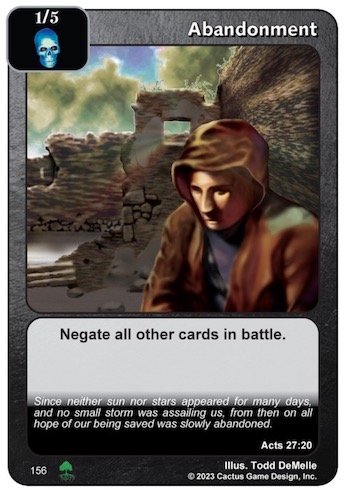 1/5
Abandonment
Negate all other cards in battle.
Since neither sun nor stars appeared for many days,
and no small storm was assailing us, from then on all
hope of our being saved was slowly abandoned.
Acts 27:20
Illus. Todd DeMelle
156
© 2023 Cactus Game Design, Inc.